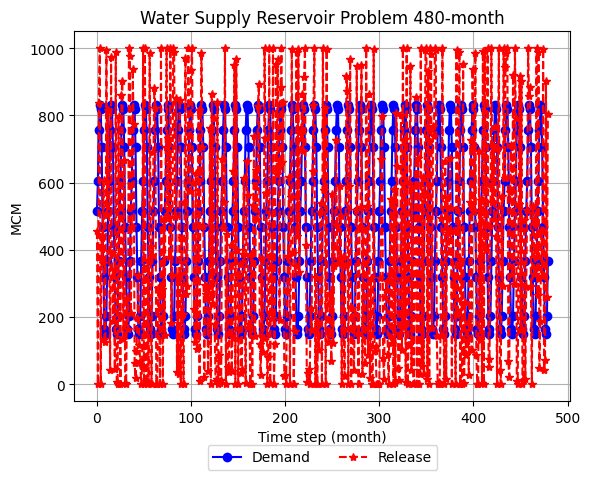 Water Supply Reservoir Problem 480-month
MCM
1000
800
600
400
200
0
0 100 200 300 400 500
Time step (month)
Demand Release